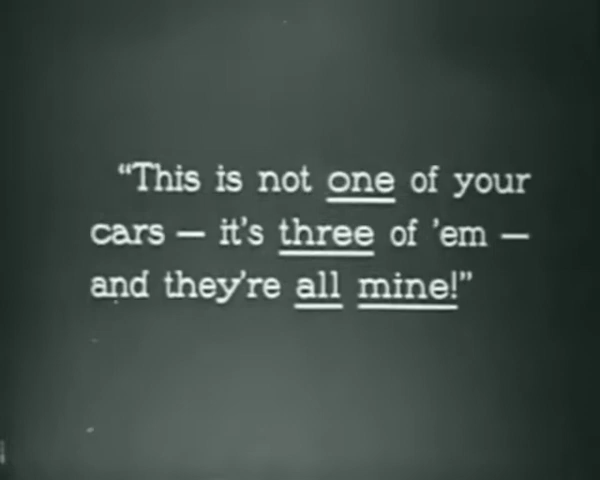 “This is not one of your
cars — it's three of 'em —
and they're all mine!”